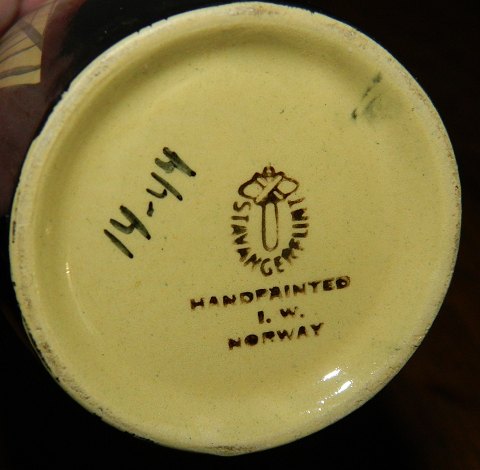 14-44
STAVANGERFLINT
HANDPAINTED
I. W.
NORWAY